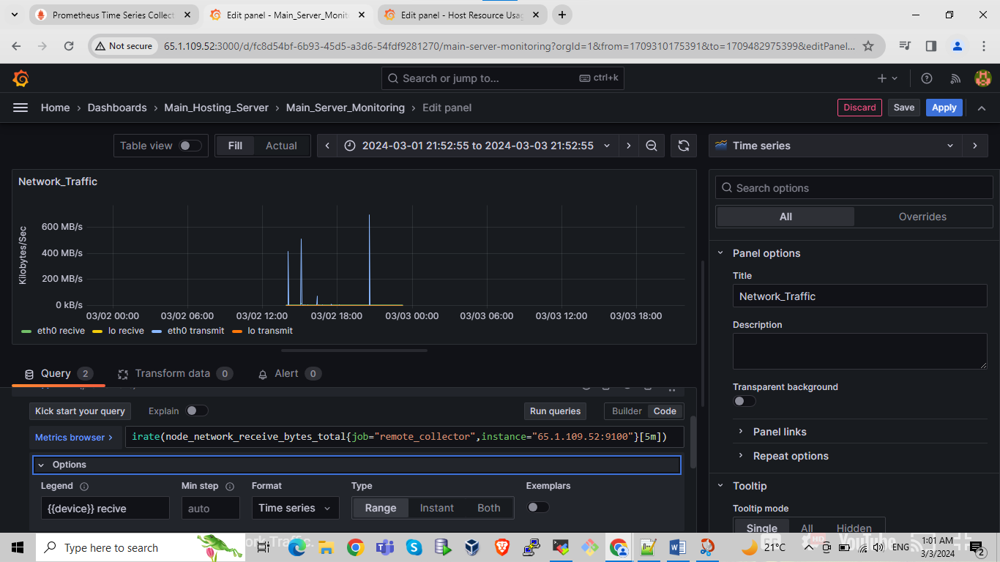 Prometheus Time Series Collect
Edit panel - Main_Server_Monito
Edit panel - Host Resource Usag
Not secure
65.1.109.52:3000/d/fc8d54bf-6b93-45d5-a3d6-54fdf9281270/main-server-monitoring?orgId=1&from=1709310175391&to=1709482975399&editPanel...
Search or jump to...
ctrl+k
Home > Dashboards > Main_Hosting_Server > Main_Server_Monitoring > Edit panel
Discard
Save
Apply
Table view
Fill
Actual
2024-03-01 21:52:55 to 2024-03-03 21:52:55
Time series
Network_Traffic
Kilobytes/Sec
600 MB/s
400 MB/s
200 MB/s
0 kB/s
03/02 00:00 03/02 06:00 03/02 12:00 03/02 18:00 03/03 00:00 03/03 06:00 03/03 12:00 03/03 18:00
eth0 recive lo recive eth0 transmit lo transmit
Search options
All
Overrides
Panel options
Title
Network_Traffic
Description
Transparent background
Panel links
Repeat options
Tooltip
Tooltip mode
Single All Hidden
Query 2
Transform data 0
Alert 0
Kick start your query
Explain
Run queries
Builder
Code
Metrics browser >
irate(node_network_receive_bytes_total{job="remote_collector",instance="65.1.109.52:9100"}[5m])
Options
Legend
Min step
Format
Type
Exemplars
{{device}} recive
auto
Time series
Range
Instant
Both
Type here to search
21°C
ENG
1:01 AM
3/3/2024
2